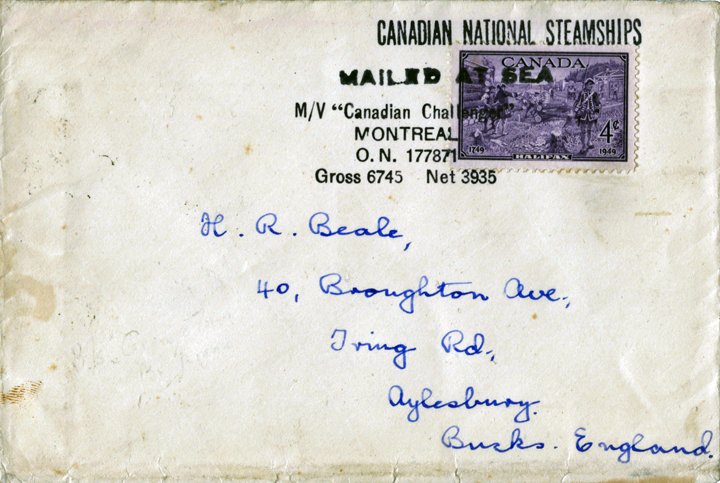 CANADIAN NATIONAL STEAMSHIPS
MAILED AT SEA
CANADA
M/V "Canadian Challenger"
MONTREAL
O.N. 177871
Gross 6745 Net 3935
4¢
1749 HALIFAX 1949
H. R. Beale,
40, Broughton Ave.,
Tring Rd.,
Aylesbury.
Bucks. England.